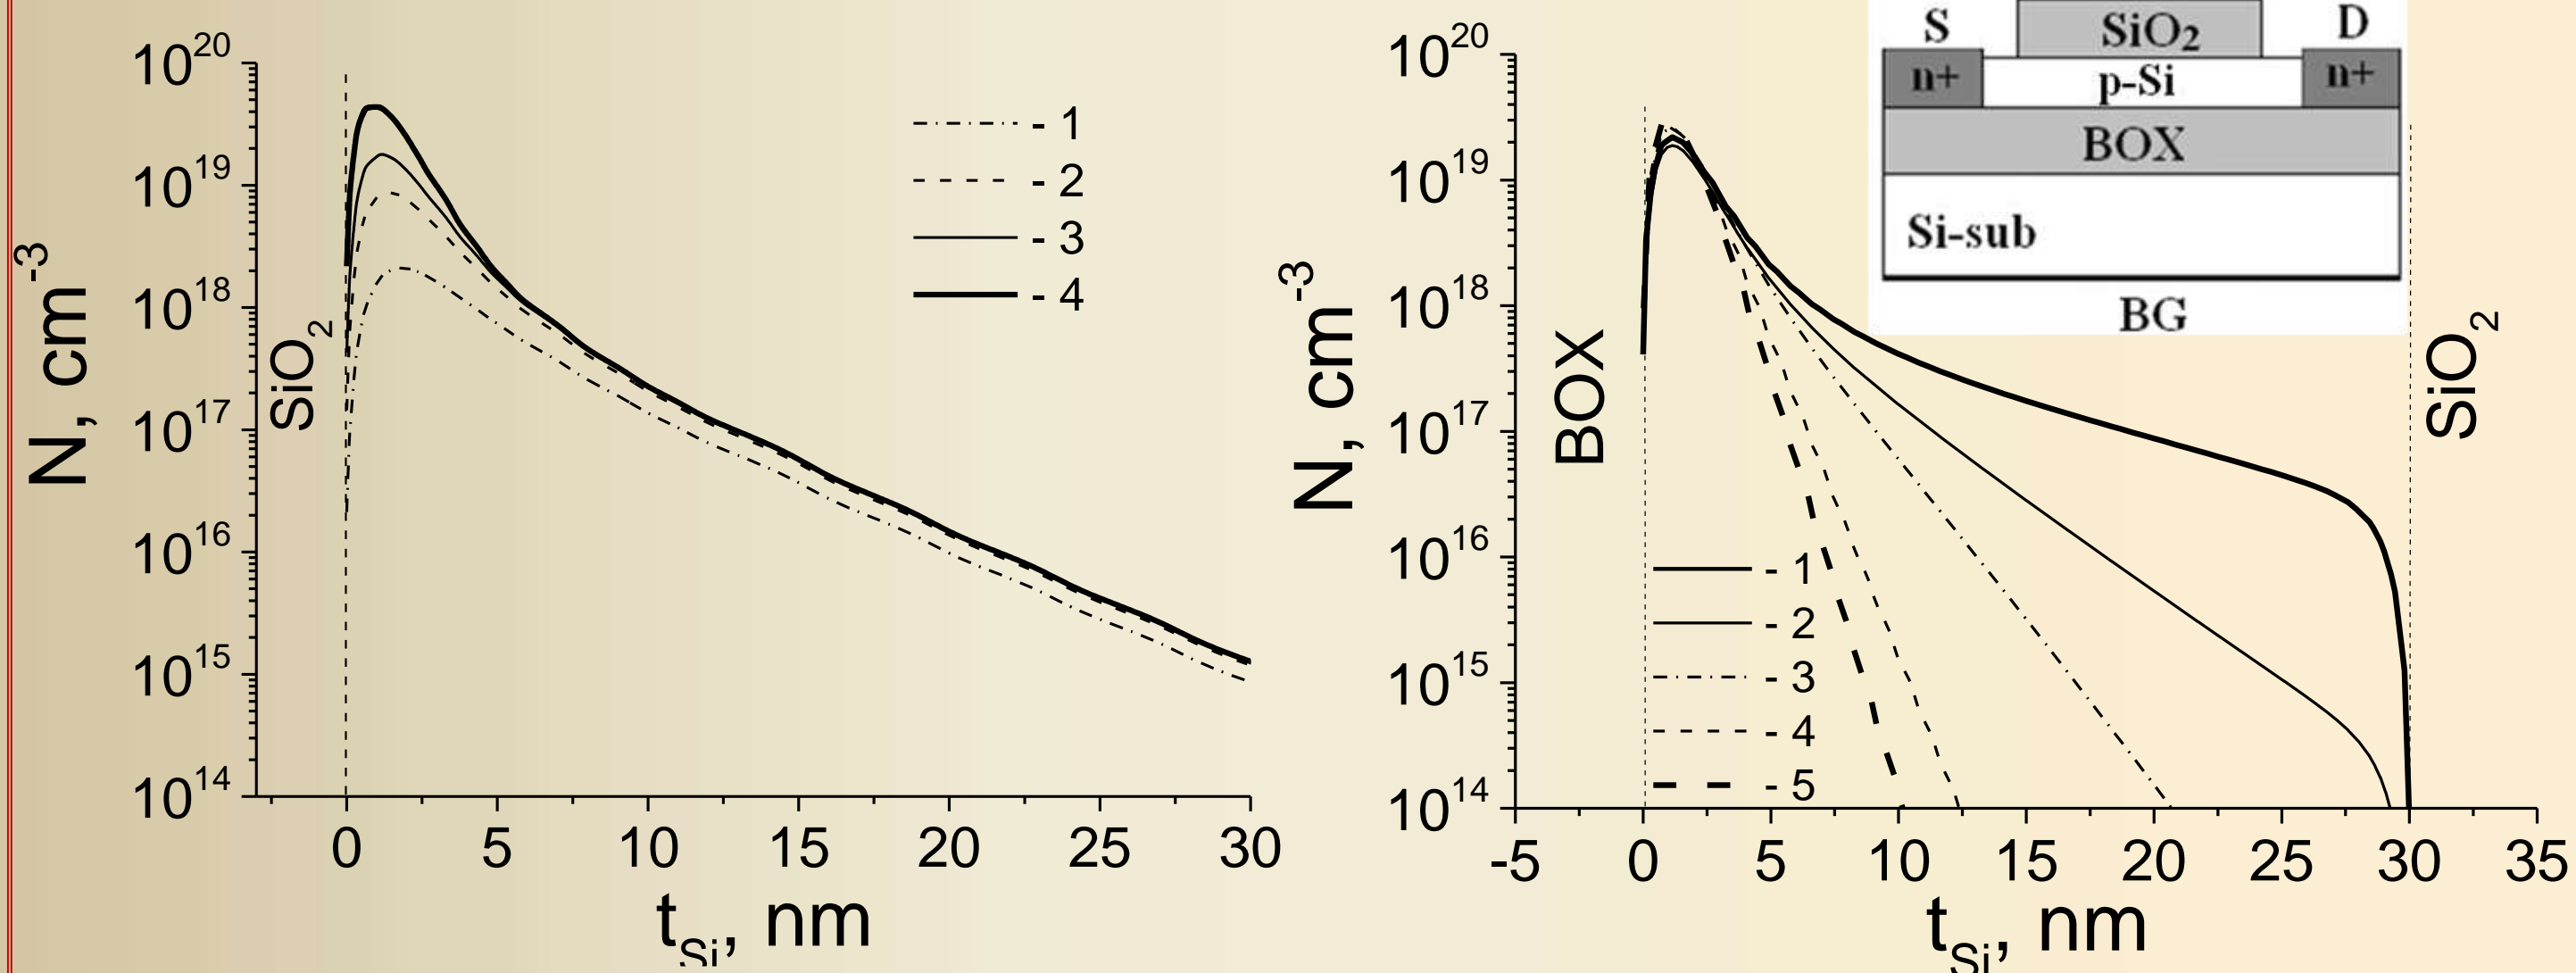 10^20
10^19
10^18
10^17
10^16
10^15
10^14
N, cm^-3
SiO_2
- 1
- 2
- 3
- 4
0 5 10 15 20 25 30
t_Si, nm
10^20
10^19
10^18
10^17
10^16
10^15
10^14
N, cm^-3
BOX
SiO_2
- 1
- 2
- 3
- 4
- 5
-5 0 5 10 15 20 25 30 35
t_Si, nm
S SiO_2 D
n+ p-Si n+
BOX
Si-sub
BG